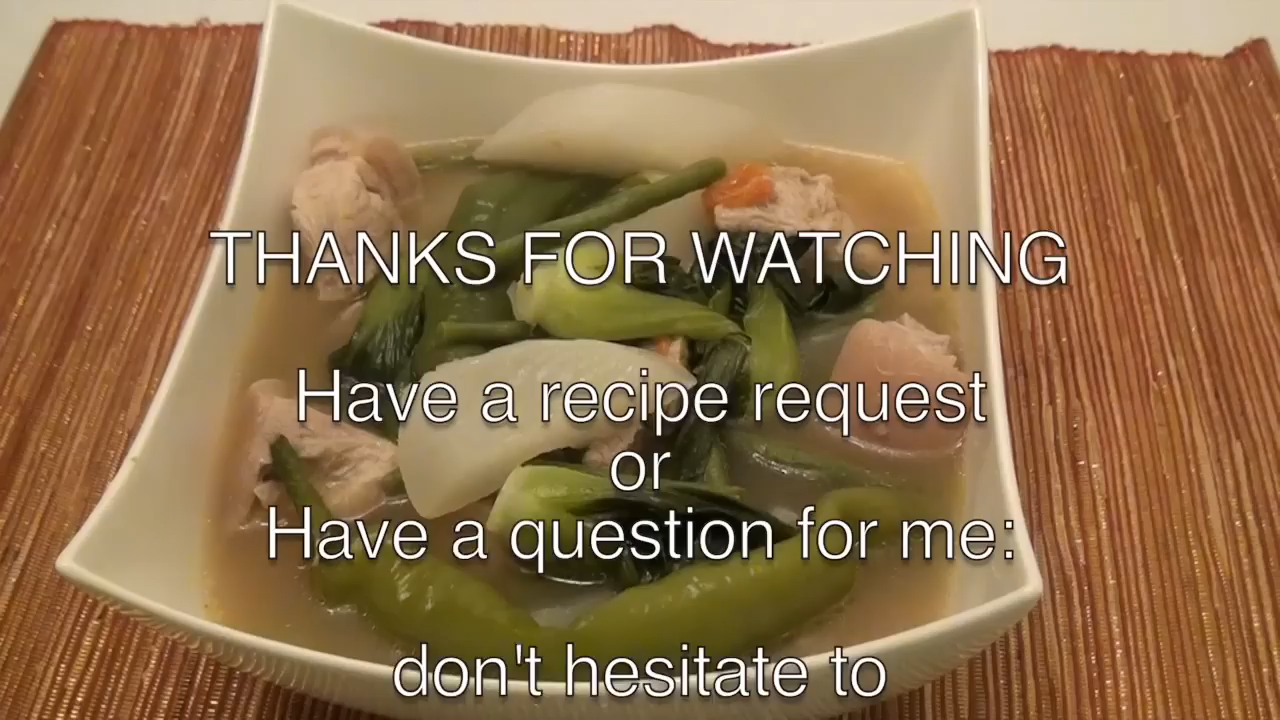 THANKS FOR WATCHING
Have a recipe request
or
Have a question for me:
don't hesitate to